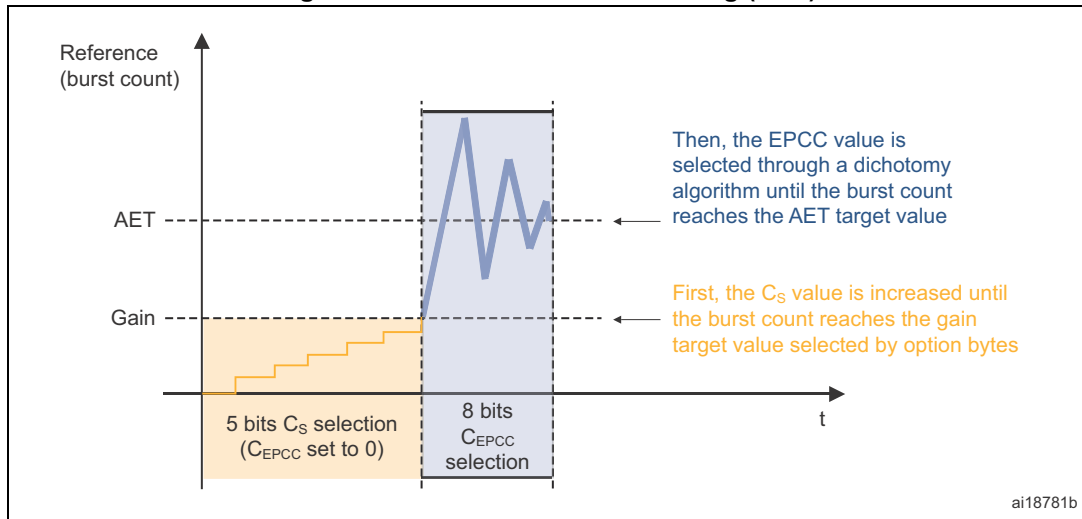 Reference
(burst count)
Then, the EPCC value is
selected through a dichotomy
algorithm until the burst count
reaches the AET target value
AET
First, the CS value is increased until
the burst count reaches the gain
target value selected by option bytes
Gain
5 bits CS selection
(CEPCC set to 0)
8 bits
CEPCC
selection
t
ai18781b